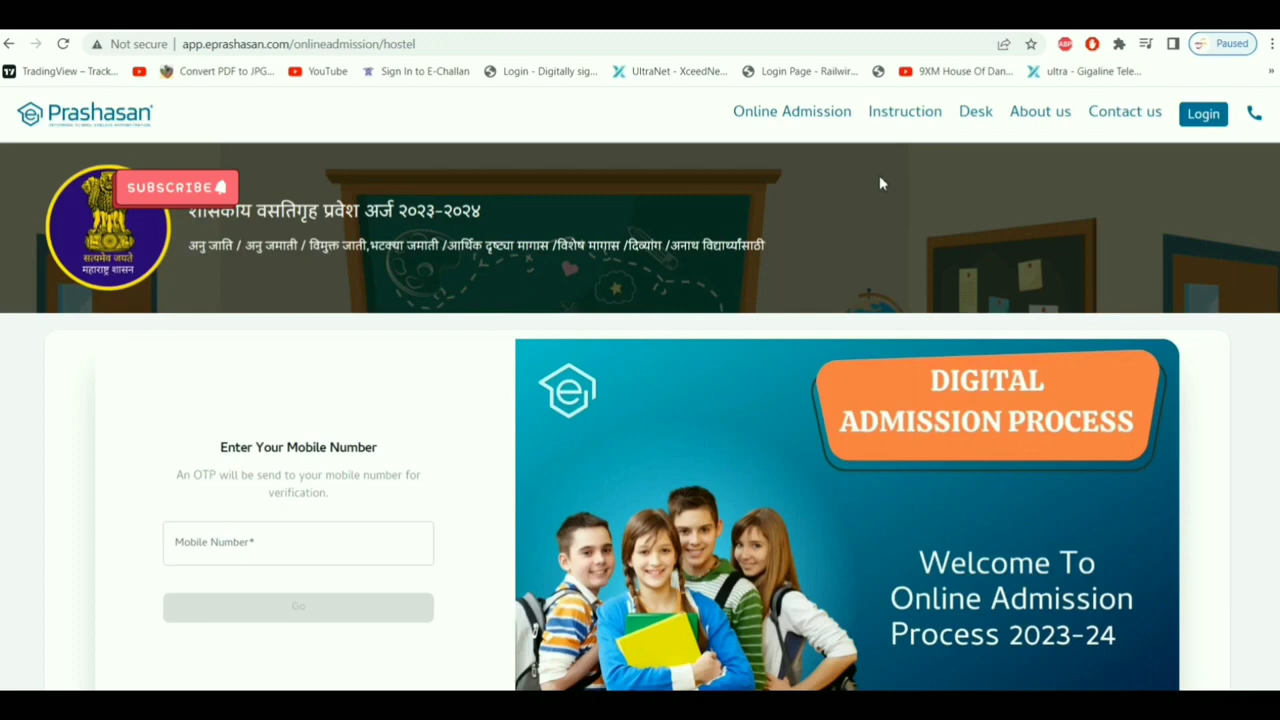 Not secure | app.eprashasan.com/onlineadmission/hostel
ABP
Paused
TradingView – Track... Convert PDF to JPG... YouTube Sign In to E-Challan Login - Digitally sig... UltraNet - XceedNe... Login Page - Railwir... 9XM House Of Dan... ultra - Gigaline Tele... »
e Prashasan
Online Admission Instruction Desk About us Contact us Login
SUBSCRIBE
शासकीय वसतिगृह प्रवेश अर्ज २०२३-२०२४
अनु जाति / अनु जमाती / विमुक्त जाती,भटक्या जमाती /आर्थिक दृष्ट्या मागास /विशेष मागास /दिव्यांग /अनाथ विद्यार्थ्यांसाठी
सत्यमेव जयते
महाराष्ट्र शासन
DIGITAL
ADMISSION PROCESS
Enter Your Mobile Number
An OTP will be send to your mobile number for
verification.
Mobile Number*
Go
Welcome To
Online Admission
Process 2023-24